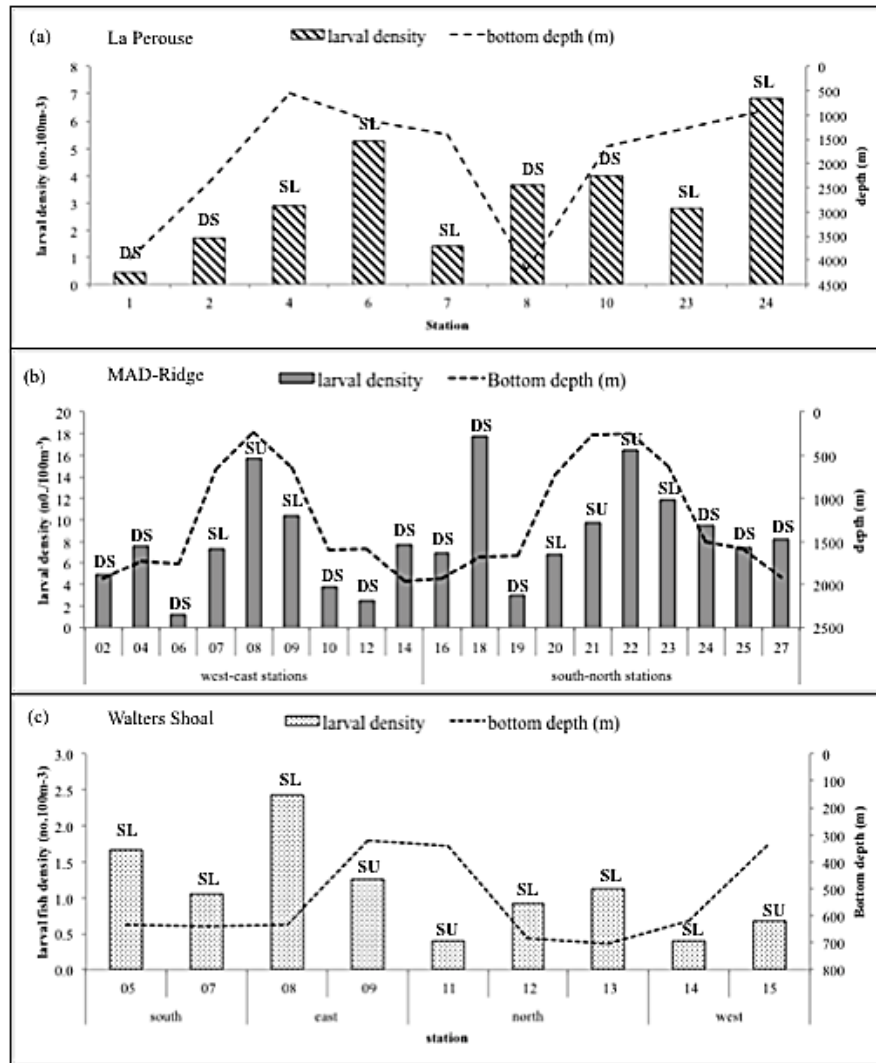 (a) La Perouse larval density bottom depth (m)
8 0
7 SL 500
6 SL 1000
5 1500
4 DS DS 2000
3 SL SL 2500
2 DS SL 3000
1 DS 3500
0 4000
4500
larval density (no.100m-3)
depth (m)
1 2 4 6 7 8 10 23 24
Station
(b) MAD-Ridge larval density Bottom depth (m)
20 0
18 DS
16 SU SU 500
14
12 SL SL 1000
10 SU DS
8 DS SL DS DS SL DS DS 1500
6 DS
4 DS DS 2000
2 DS DS
0 2500
larval density (n0./100m⁻³)
depth (m)
02 04 06 07 08 09 10 12 14 16 18 19 20 21 22 23 24 25 27
west-east stations south-north stations
(c) Walters Shoal larval density bottom depth (m)
3.0 0
2.5 SL 100
2.0 SL 200
1.5 SU 300
1.0 SL SL SL 400
0.5 SU SL SU 500
0.0 600
700
800
larval fish density (no.100m-3)
Bottom depth (m)
05 07 08 09 11 12 13 14 15
south east north west
station